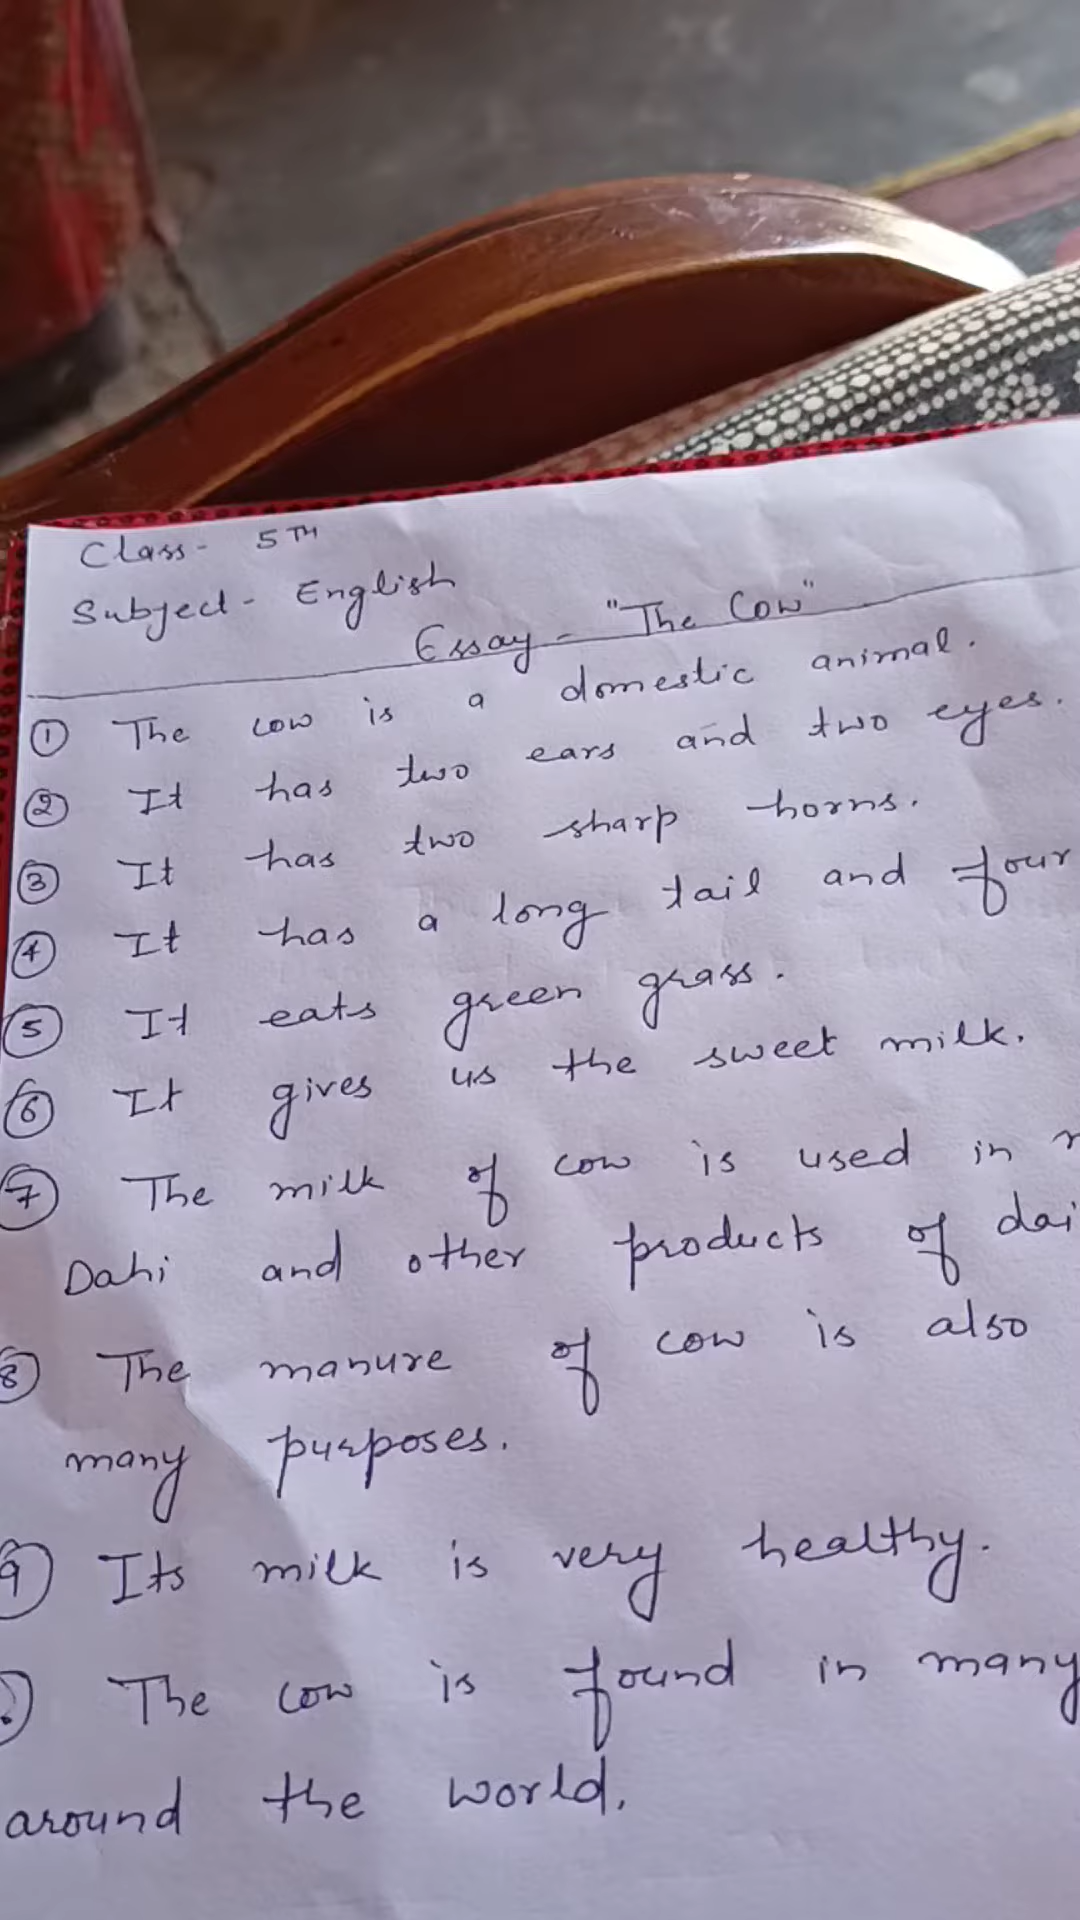 Class- 5TH
Subject- English
Essay - "The Cow"
① The cow is a domestic animal.
② It has two ears and two eyes.
③ It has two sharp horns.
④ It has a long tail and four
⑤ It eats green grass.
⑥ It gives us the sweet milk.
⑦ The milk of cow is used in
Dahi and other products of
⑧ The manure of cow is also
many purposes.
⑨ Its milk is very healthy.
The cow is found in many
around the world.